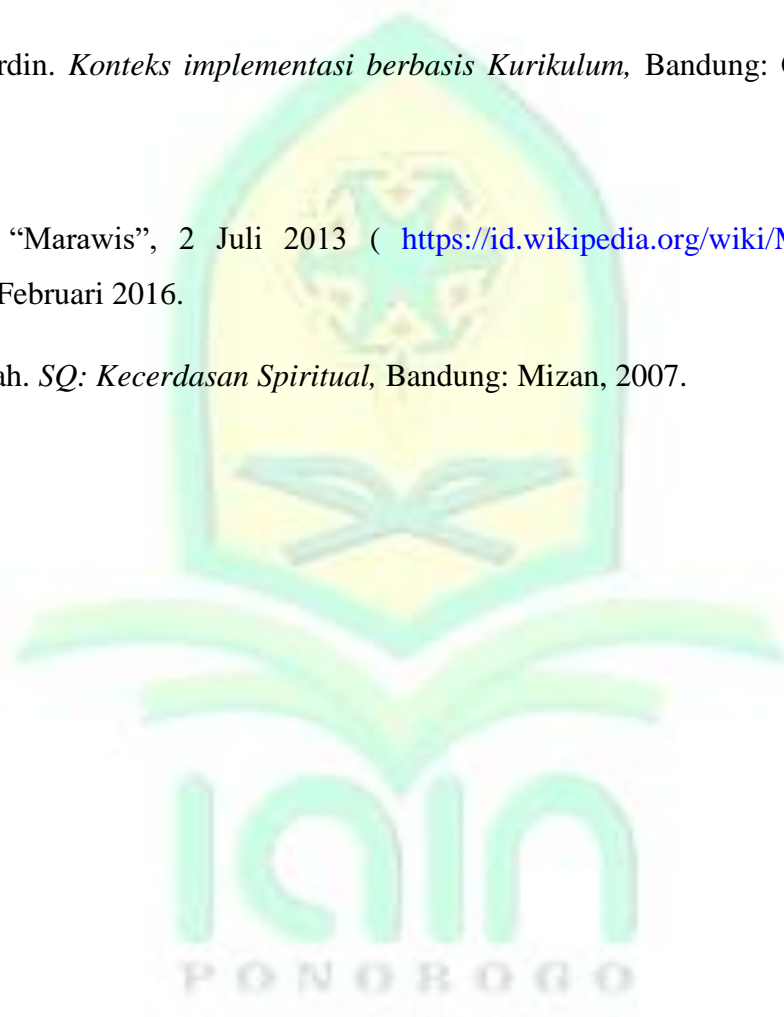 rdin. Konteks implementasi berbasis Kurikulum, Bandung:
“Marawis”, 2 Juli 2013 ( https://id.wikipedia.org/wiki/M
Februari 2016.
ah. SQ: Kecerdasan Spiritual, Bandung: Mizan, 2007.
iain
PONOROGO